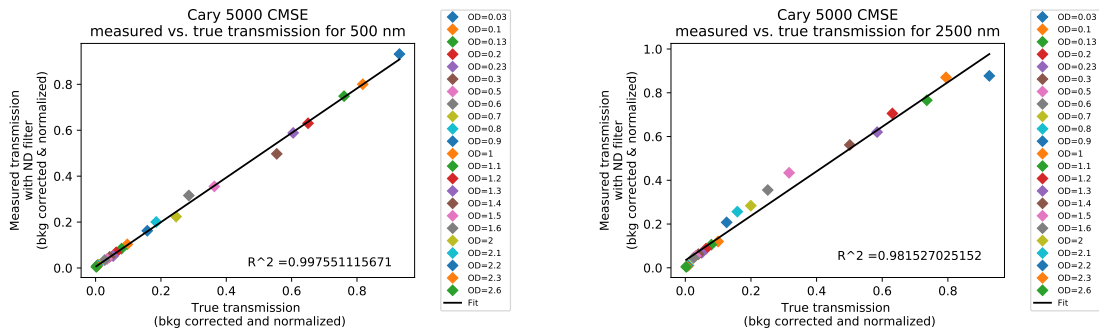 Cary 5000 CMSE
measured vs. true transmission for 500 nm
Measured transmission
with ND filter
(bkg corrected & normalized)
0.8
0.6
0.4
0.2
0.0
R^2 =0.997551115671
0.0 0.2 0.4 0.6 0.8
True transmission
(bkg corrected and normalized)
OD=0.03
OD=0.1
OD=0.13
OD=0.2
OD=0.23
OD=0.3
OD=0.5
OD=0.6
OD=0.7
OD=0.8
OD=0.9
OD=1
OD=1.1
OD=1.2
OD=1.3
OD=1.4
OD=1.5
OD=1.6
OD=2
OD=2.1
OD=2.2
OD=2.3
OD=2.6
Fit
Cary 5000 CMSE
measured vs. true transmission for 2500 nm
Measured transmission
with ND filter
(bkg corrected & normalized)
1.0
0.8
0.6
0.4
0.2
0.0
R^2 =0.981527025152
0.0 0.2 0.4 0.6 0.8
True transmission
(bkg corrected and normalized)
OD=0.03
OD=0.1
OD=0.13
OD=0.2
OD=0.23
OD=0.3
OD=0.5
OD=0.6
OD=0.7
OD=0.8
OD=0.9
OD=1
OD=1.1
OD=1.2
OD=1.3
OD=1.4
OD=1.5
OD=1.6
OD=2
OD=2.1
OD=2.2
OD=2.3
OD=2.6
Fit